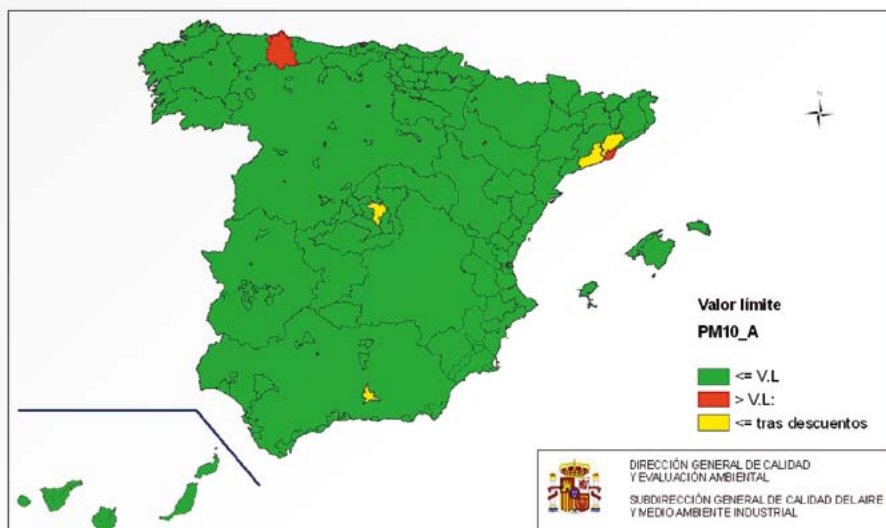 N
Valor límite
PM10_A
<= V.L
> V.L:
<= tras descuentos
DIRECCIÓN GENERAL DE CALIDAD
Y EVALUACIÓN AMBIENTAL
SUBDIRECCIÓN GENERAL DE CALIDAD DEL AIRE
Y MEDIO AMBIENTE INDUSTRIAL